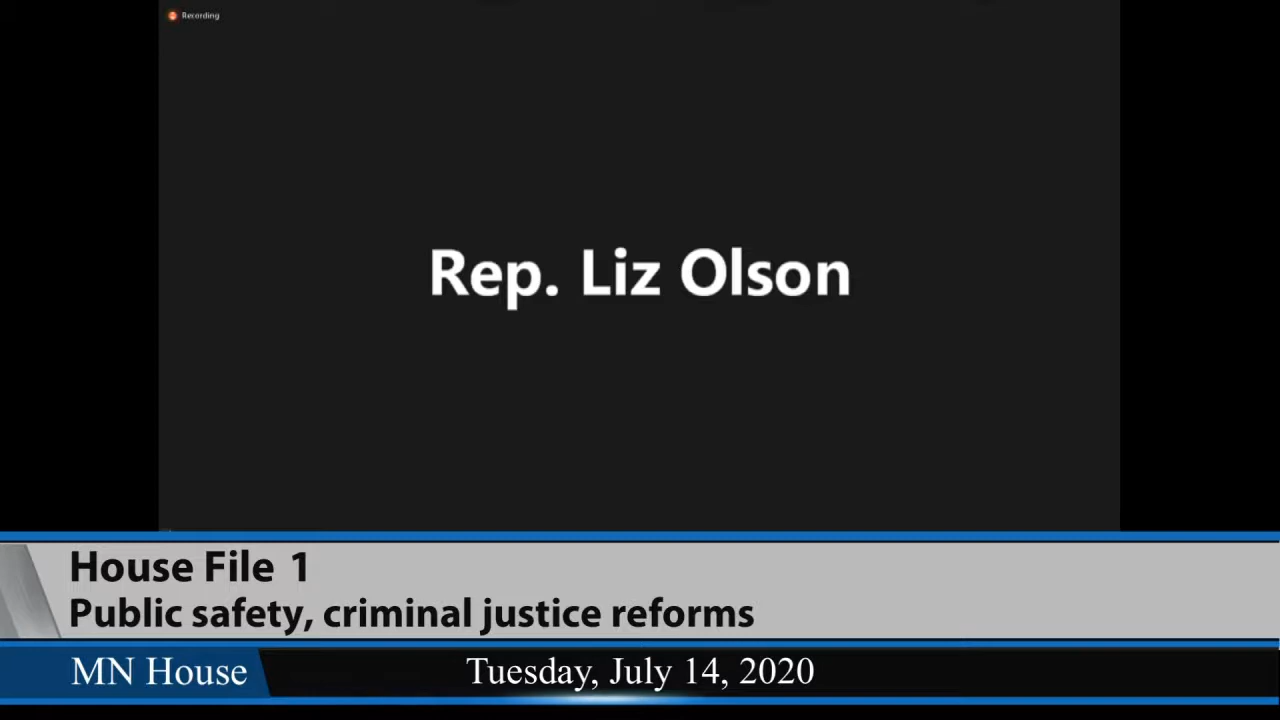 Recording
Rep. Liz Olson
House File 1
Public safety, criminal justice reforms
MN House
Tuesday, July 14, 2020